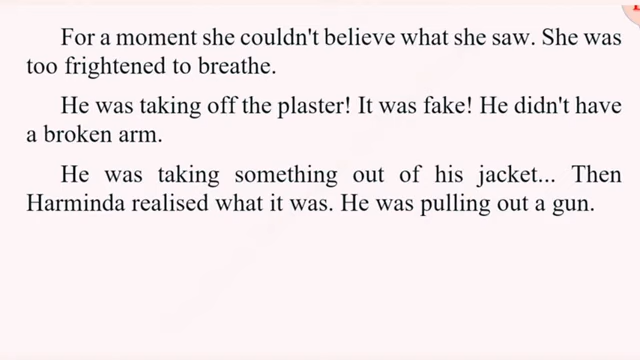 For a moment she couldn't believe what she saw. She was
too frightened to breathe.
He was taking off the plaster! It was fake! He didn't have
a broken arm.
He was taking something out of his jacket... Then
Harminda realised what it was. He was pulling out a gun.